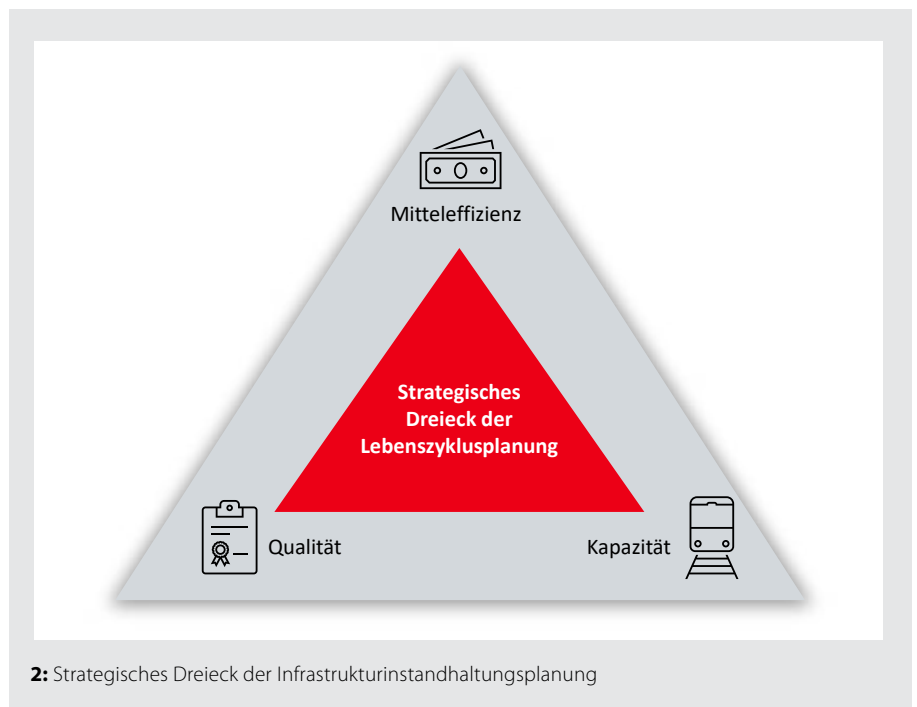 Mitteleffizienz
Strategisches
Dreieck der
Lebenszyklusplanung
Qualität
Kapazität
2: Strategisches Dreieck der Infrastrukturinstandhaltungsplanung